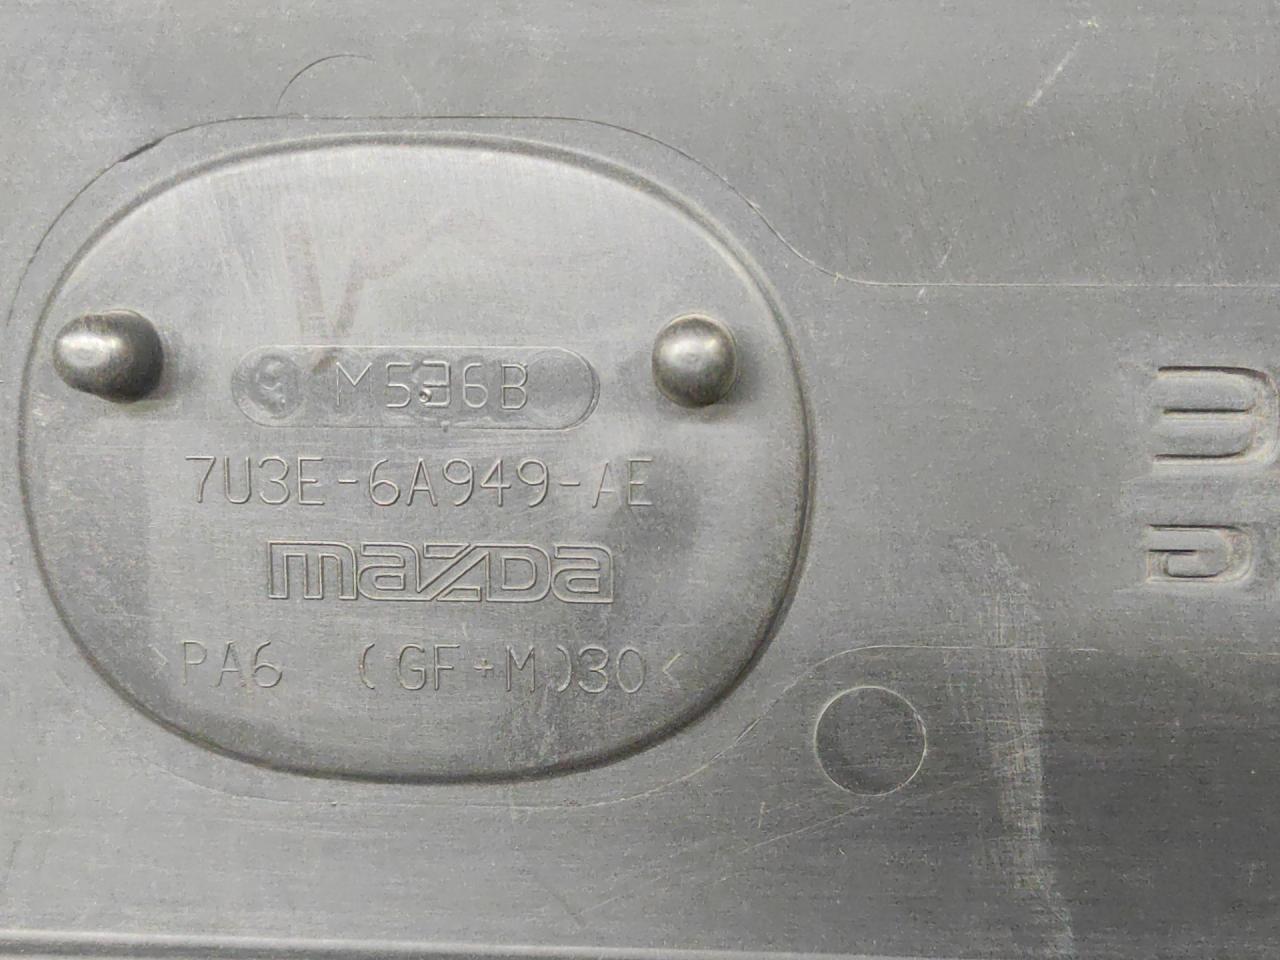 M536B
7U3E-6A949-AE
mazda
>PA6 (GF+M)30<